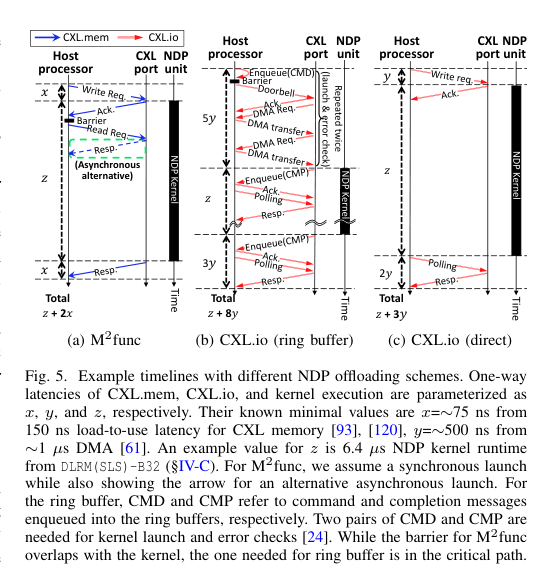 CXL.mem CXL.io
Host processor CXL port NDP unit
x
Write Req.
Ack.
Barrier
Read Req.
Resp.
(Asynchronous alternative)
z
NDP Kernel
x
Resp.
Total
z + 2x
Time
(a) M²func
Host processor CXL port NDP unit
Enqueue(CMD)
Barrier
Doorbell
Ack.
DMA Req.
DMA transfer
DMA Req.
DMA transfer
Repeated twice
(launch & error check)
5y
Enqueue(CMP)
Ack.
Polling
z
Resp.
NDP Kernel
Enqueue(CMP)
Ack.
Polling
3y
Resp.
Total
z + 8y
Time
(b) CXL.io (ring buffer)
Host processor CXL port NDP unit
y
Write req.
Ack.
z
NDP Kernel
Polling
2y
Resp.
Total
z + 3y
Time
(c) CXL.io (direct)
Fig. 5. Example timelines with different NDP offloading schemes. One-way
latencies of CXL.mem, CXL.io, and kernel execution are parameterized as
x, y, and z, respectively. Their known minimal values are x=∼75 ns from
150 ns load-to-use latency for CXL memory [93], [120], y=∼500 ns from
∼1 μs DMA [61]. An example value for z is 6.4 μs NDP kernel runtime
from DLRM(SLS)-B32 (§IV-C). For M²func, we assume a synchronous launch
while also showing the arrow for an alternative asynchronous launch. For
the ring buffer, CMD and CMP refer to command and completion messages
enqueued into the ring buffers, respectively. Two pairs of CMD and CMP are
needed for kernel launch and error checks [24]. While the barrier for M²func
overlaps with the kernel, the one needed for ring buffer is in the critical path.